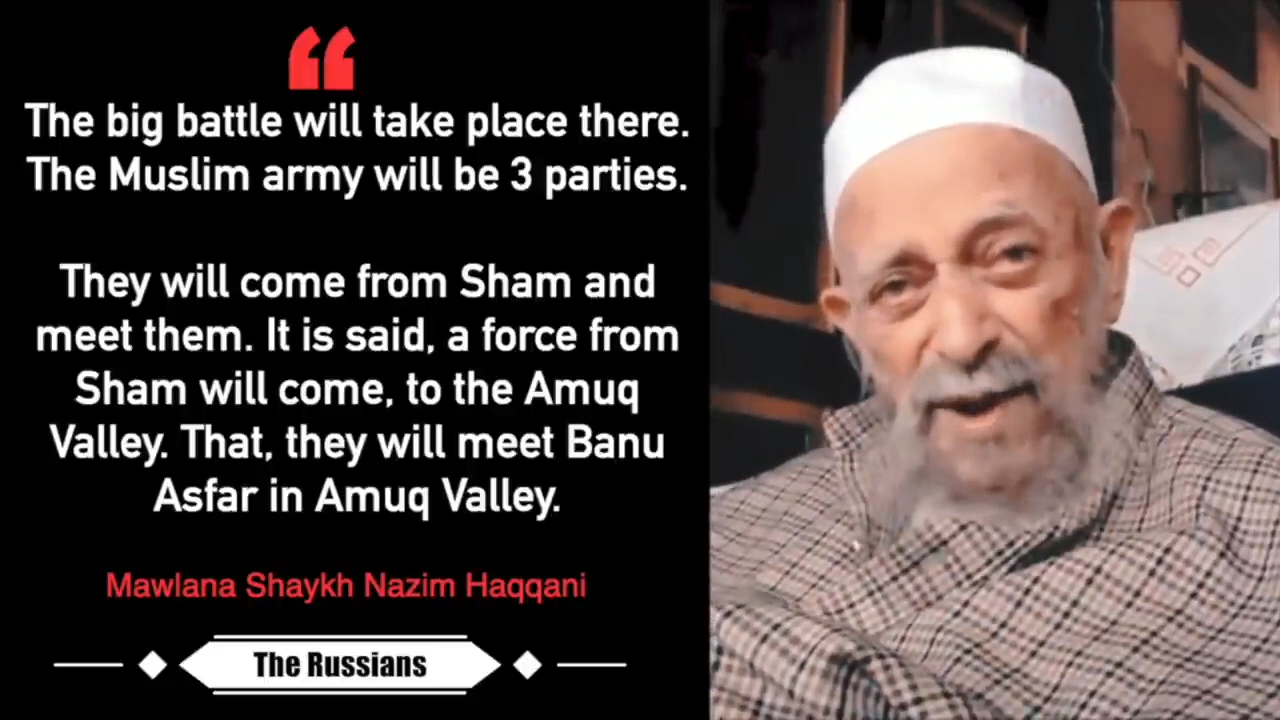 The big battle will take place there.
The Muslim army will be 3 parties.
They will come from Sham and
meet them. It is said, a force from
Sham will come, to the Amuq
Valley. That, they will meet Banu
Asfar in Amuq Valley.
Mawlana Shaykh Nazim Haqqani
The Russians